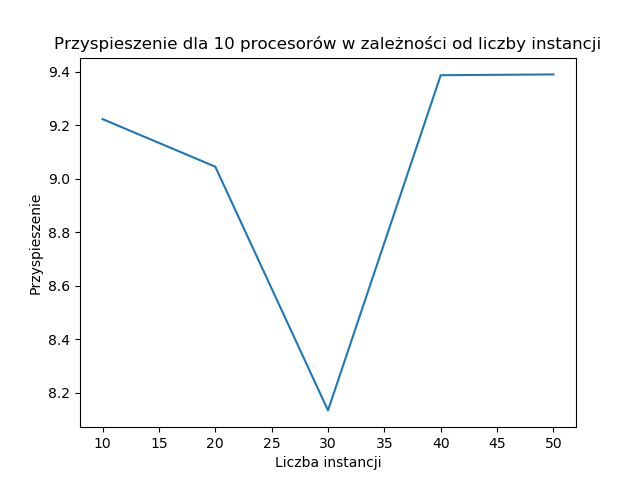 Przyspieszenie dla 10 procesorów w zależności od liczby instancji
9.4
9.2
9.0
8.8
8.6
8.4
8.2
Przyspieszenie
10 15 20 25 30 35 40 45 50
Liczba instancji